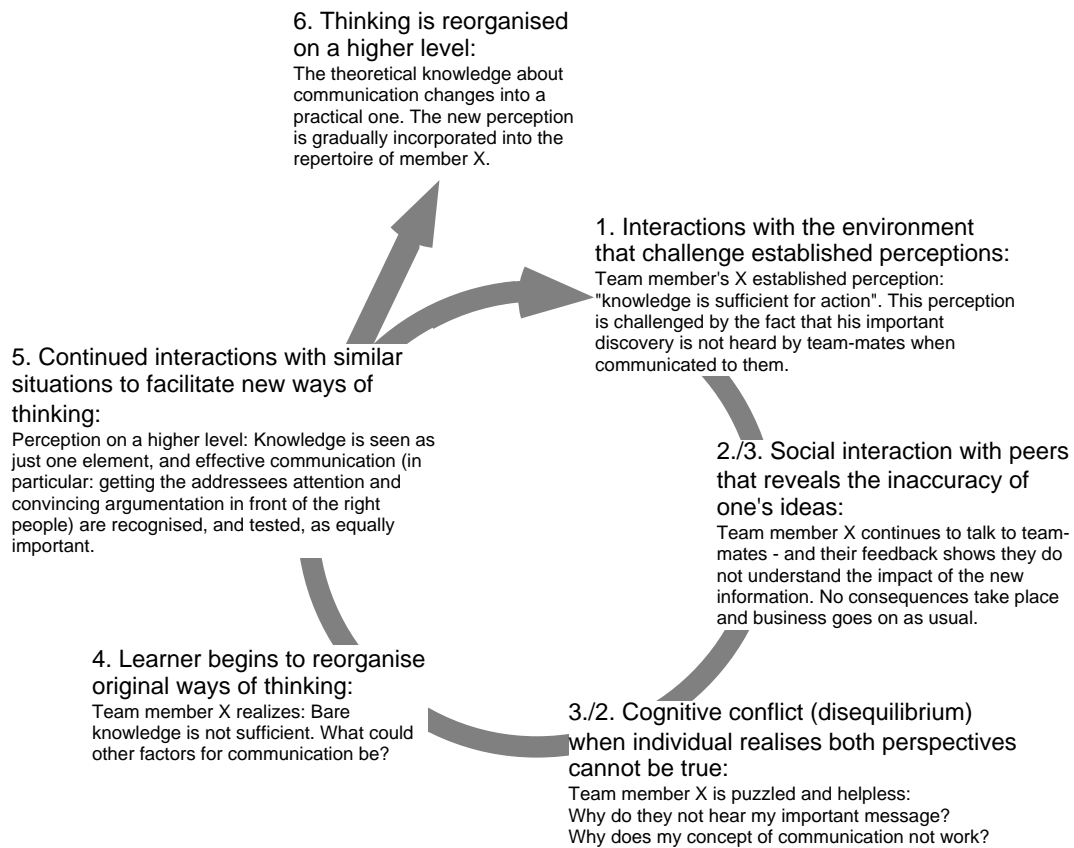 6. Thinking is reorganised
on a higher level:
The theoretical knowledge about
communication changes into a
practical one. The new perception
is gradually incorporated into the
repertoire of member X.
1. Interactions with the environment
that challenge established perceptions:
Team member's X established perception:
"knowledge is sufficient for action". This perception
is challenged by the fact that his important
discovery is not heard by team-mates when
communicated to them.
2./3. Social interaction with peers
that reveals the inaccuracy of
one's ideas:
Team member X continues to talk to team-
mates - and their feedback shows they do
not understand the impact of the new
information. No consequences take place
and business goes on as usual.
3./2. Cognitive conflict (disequilibrium)
when individual realises both perspectives
cannot be true:
Team member X is puzzled and helpless:
Why do they not hear my important message?
Why does my concept of communication not work?
4. Learner begins to reorganise
original ways of thinking:
Team member X realizes: Bare
knowledge is not sufficient. What could
other factors for communication be?
5. Continued interactions with similar
situations to facilitate new ways of
thinking:
Perception on a higher level: Knowledge is seen as
just one element, and effective communication (in
particular: getting the addressees attention and
convincing argumentation in front of the right
people) are recognised, and tested, as equally
important.